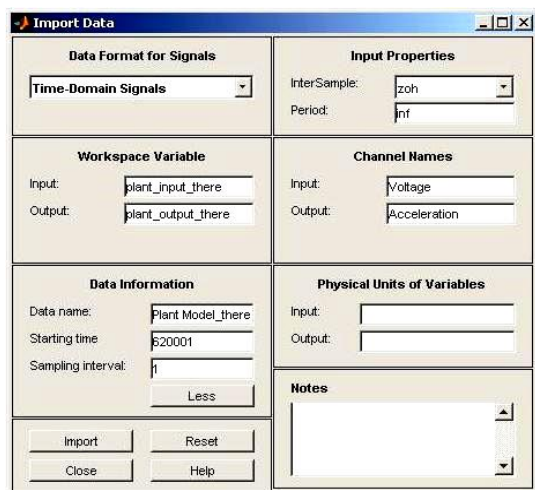 Import Data
Data Format for Signals
Time-Domain Signals
Input Properties
InterSample: zoh
Period: inf
Workspace Variable
Input: plant_input_there
Output: plant_output_there
Channel Names
Input: Voltage
Output: Acceleration
Data Information
Data name: Plant Model_there
Starting time 620001
Sampling interval: 1
Less
Physical Units of Variables
Input:
Output:
Notes
Import Reset
Close Help